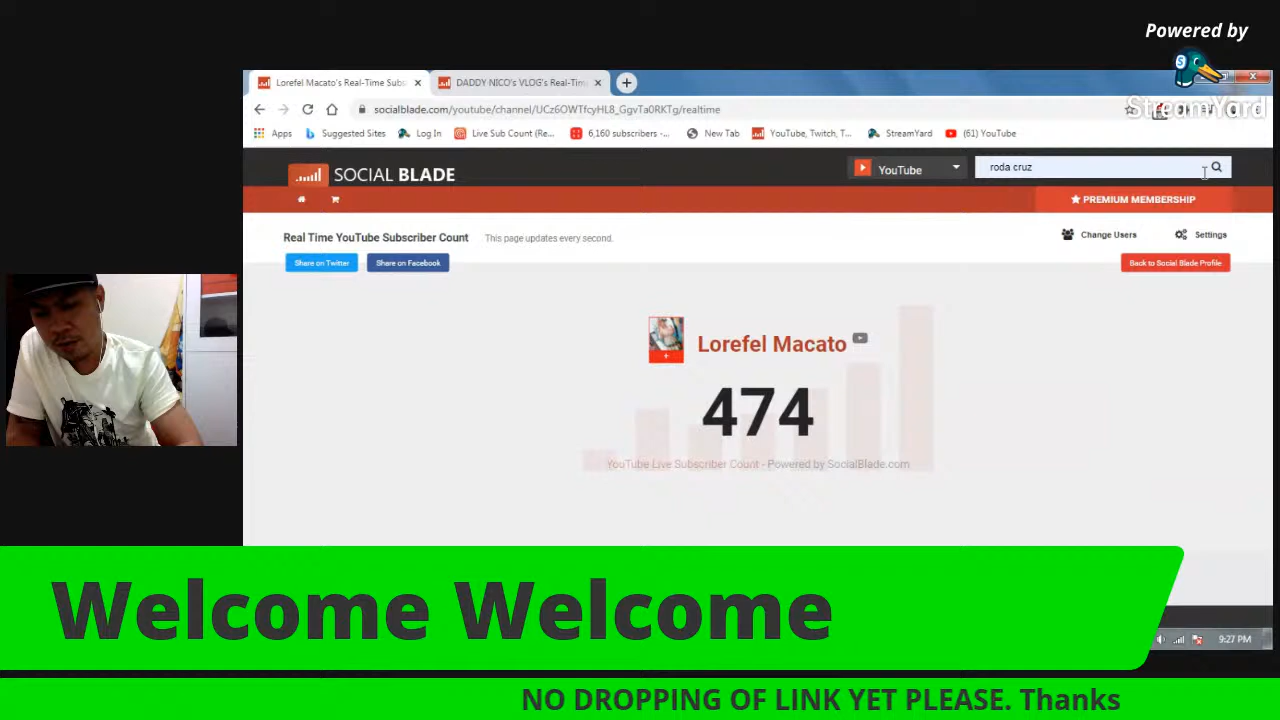 Powered by
StreamYard
Lorefel Macato's Real-Time Subs
DADDY NICO's VLOG's Real-Tim
socialblade.com/youtube/channel/UCz6OWTfcyHL8_GgvTa0RKTg/realtime
Apps
Suggested Sites
Log In
Live Sub Count (Re...
6,160 subscribers -...
New Tab
YouTube, Twitch, T...
StreamYard
(61) YouTube
SOCIAL BLADE
YouTube
roda cruz
PREMIUM MEMBERSHIP
Real Time YouTube Subscriber Count
This page updates every second.
Change Users
Settings
Share on Twitter
Share on Facebook
Back to Social Blade Profile
Lorefel Macato
474
YouTube Live Subscriber Count - Powered by SocialBlade.com
Welcome Welcome
9:27 PM
NO DROPPING OF LINK YET PLEASE. Thanks